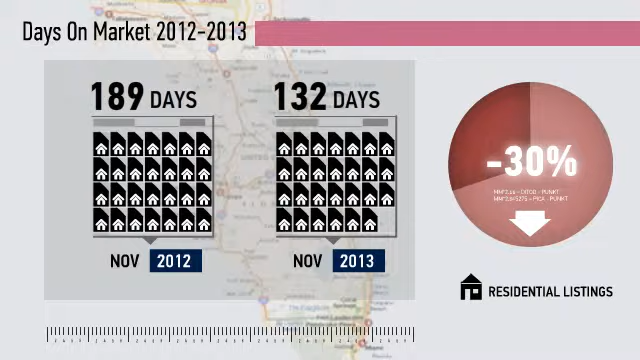 Days On Market 2012-2013
189 DAYS
132 DAYS
-30%
NOV 2012
NOV 2013
RESIDENTIAL LISTINGS